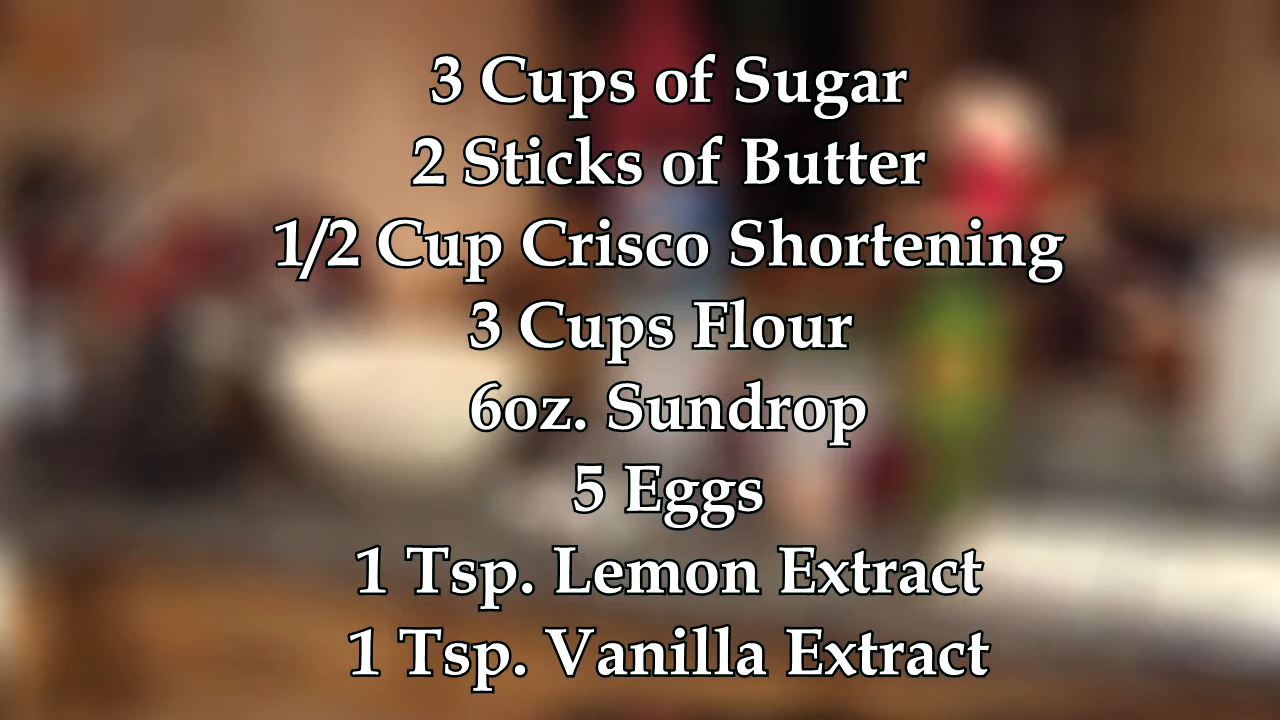 3 Cups of Sugar
2 Sticks of Butter
1/2 Cup Crisco Shortening
3 Cups Flour
6oz. Sundrop
5 Eggs
1 Tsp. Lemon Extract
1 Tsp. Vanilla Extract